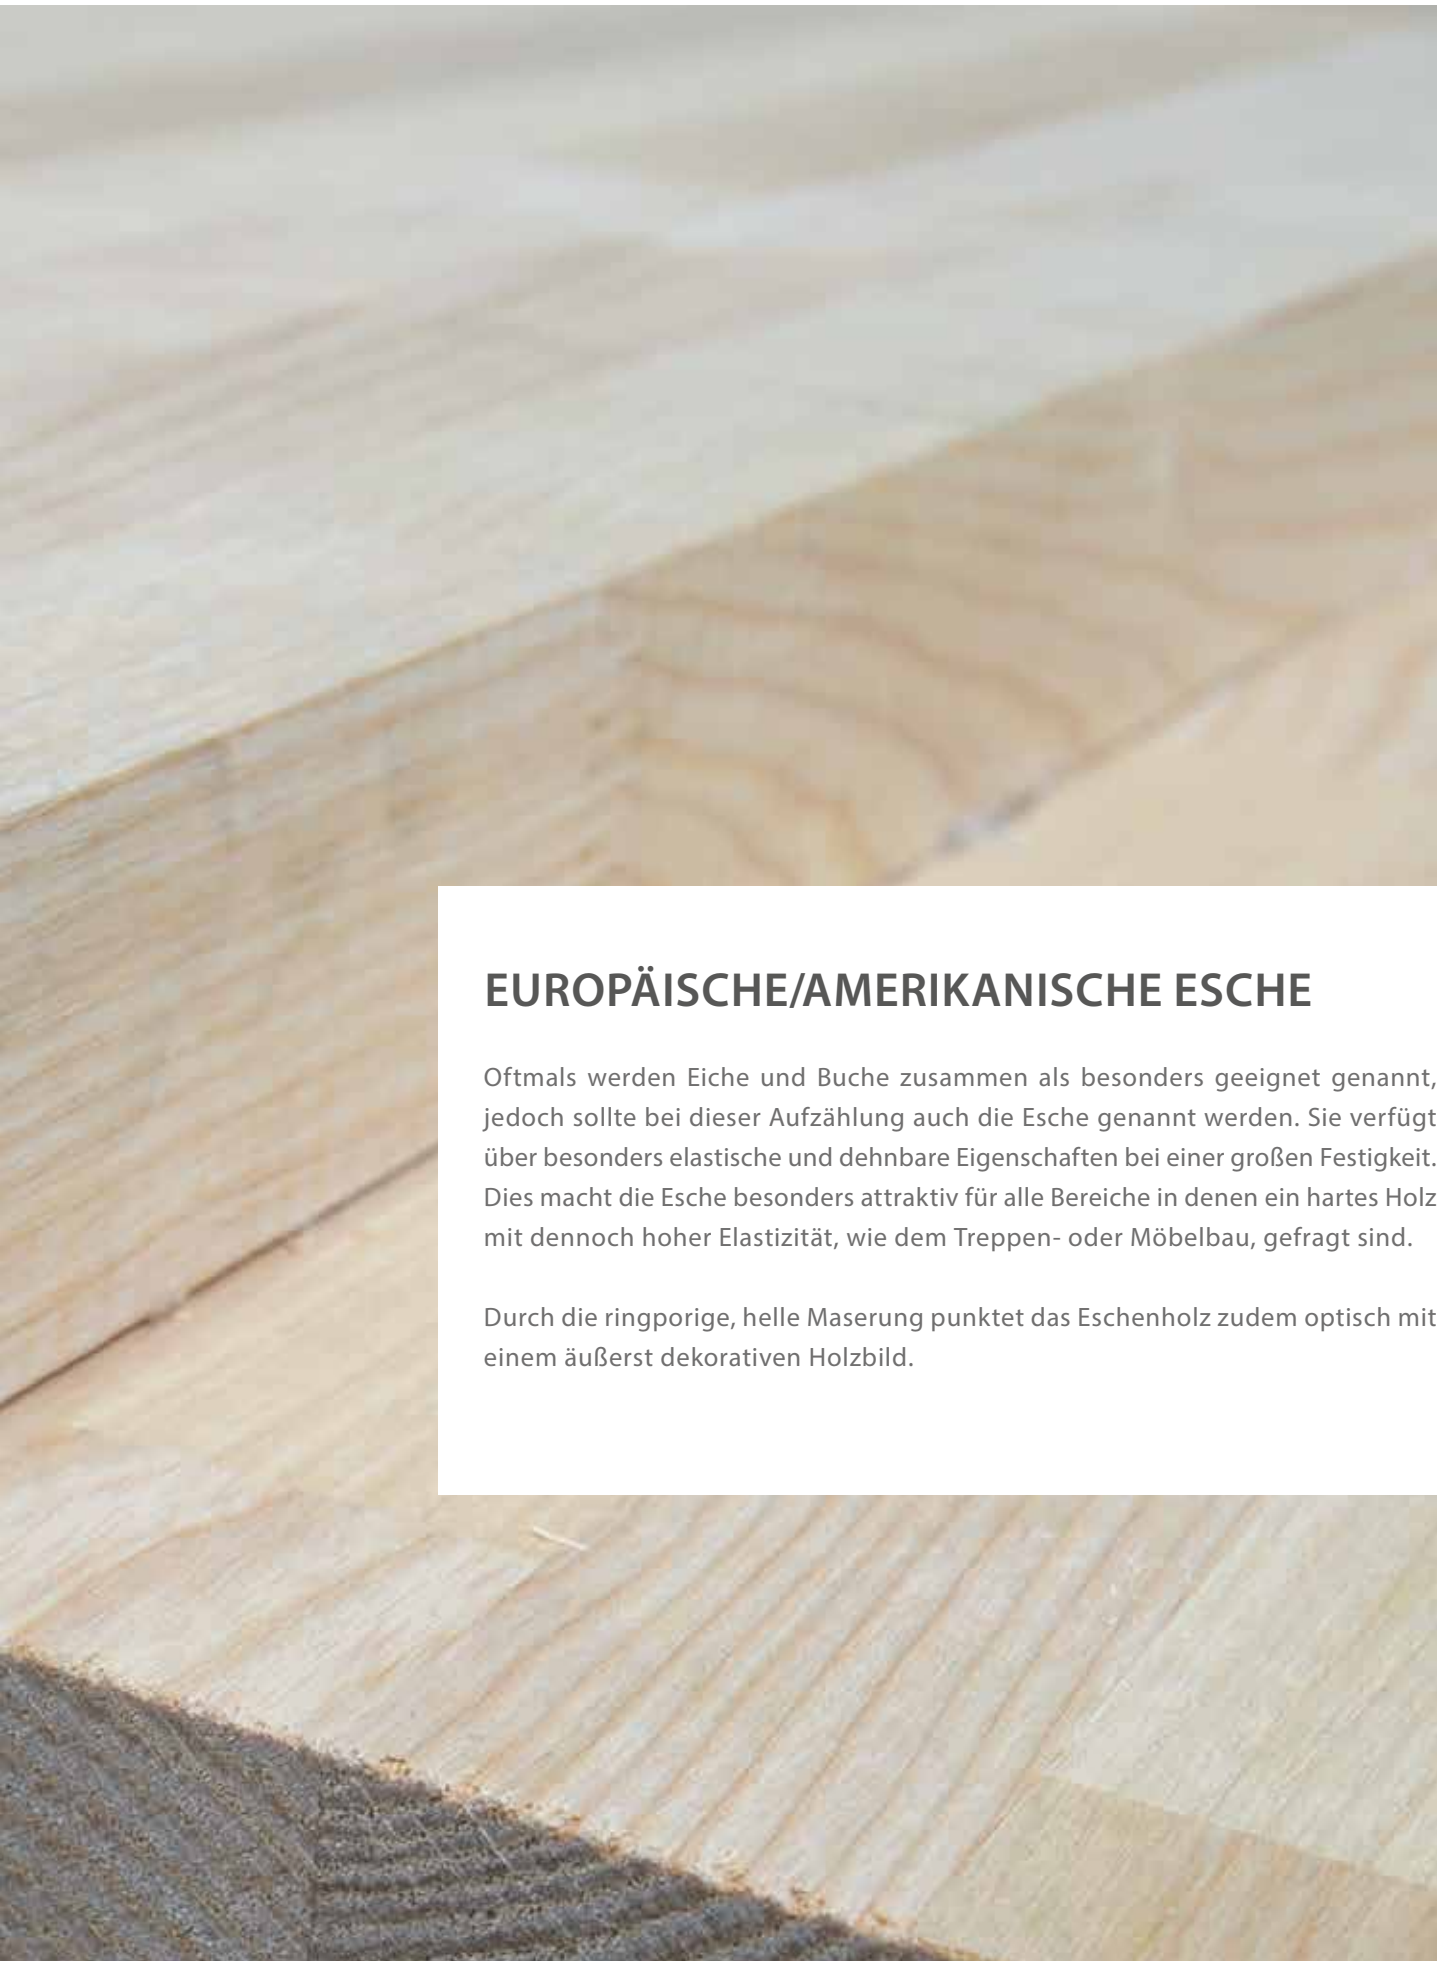 EUROPÄISCHE/AMERIKANISCHE ESCHE
Oftmals werden Eiche und Buche zusammen als besonders geeignet genannt,
jedoch sollte bei dieser Aufzählung auch die Esche genannt werden. Sie verfügt
über besonders elastische und dehnbare Eigenschaften bei einer großen Festigkeit.
Dies macht die Esche besonders attraktiv für alle Bereiche in denen ein hartes Holz
mit dennoch hoher Elastizität, wie dem Treppen- oder Möbelbau, gefragt sind.
Durch die ringporige, helle Maserung punktet das Eschenholz zudem optisch mit
einem äußerst dekorativen Holzbild.